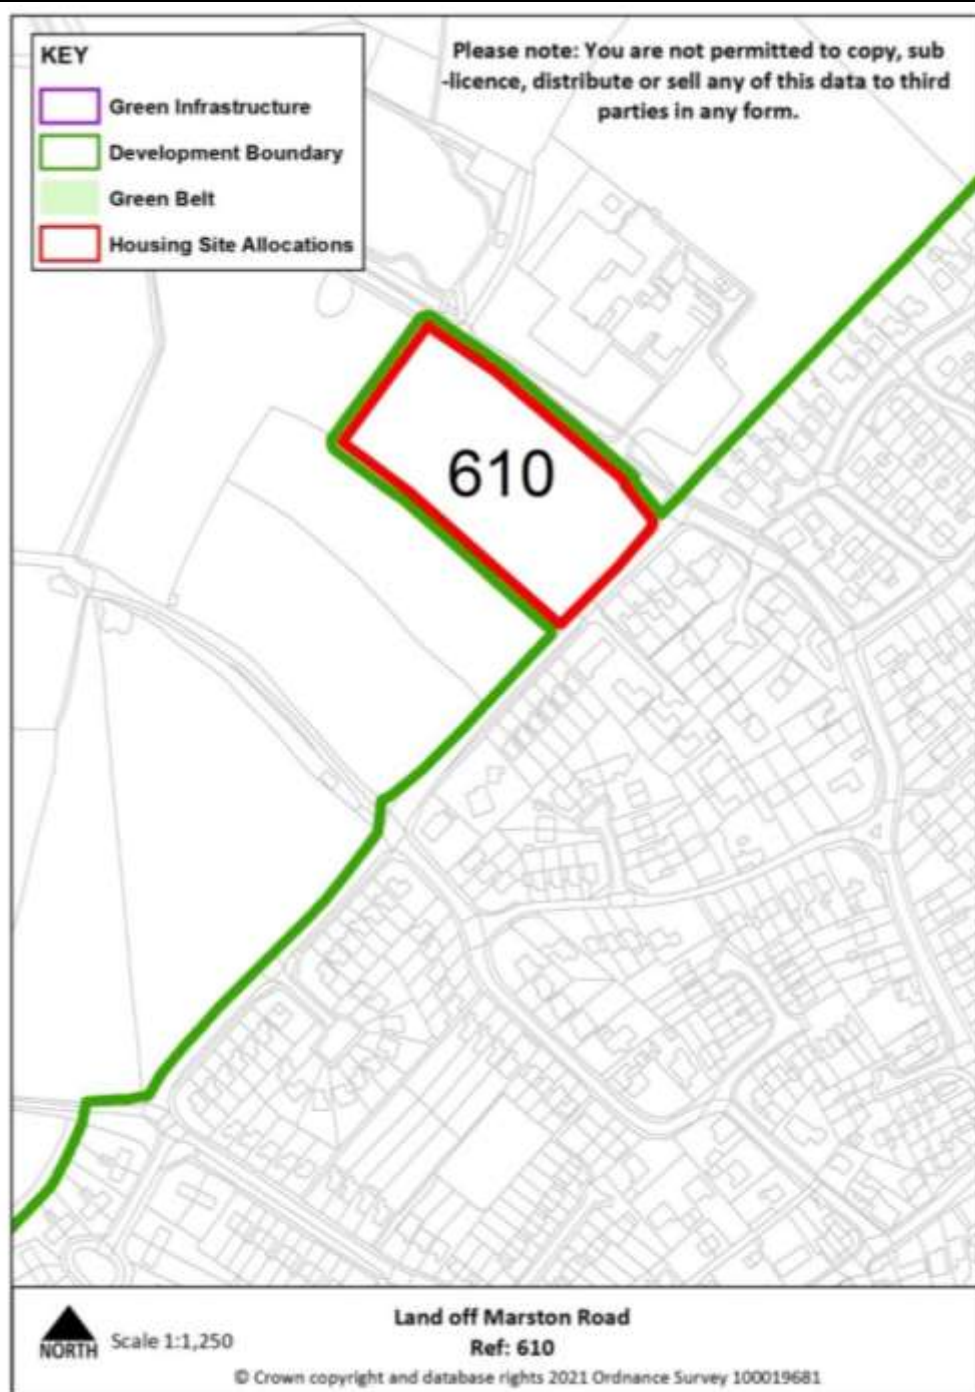 KEY
Green Infrastructure
Development Boundary
Green Belt
Housing Site Allocations
Please note: You are not permitted to copy, sub
-licence, distribute or sell any of this data to third
parties in any form.
610
NORTH
Scale 1:1,250
Land off Marston Road
Ref: 610
© Crown copyright and database rights 2021 Ordnance Survey 100019681